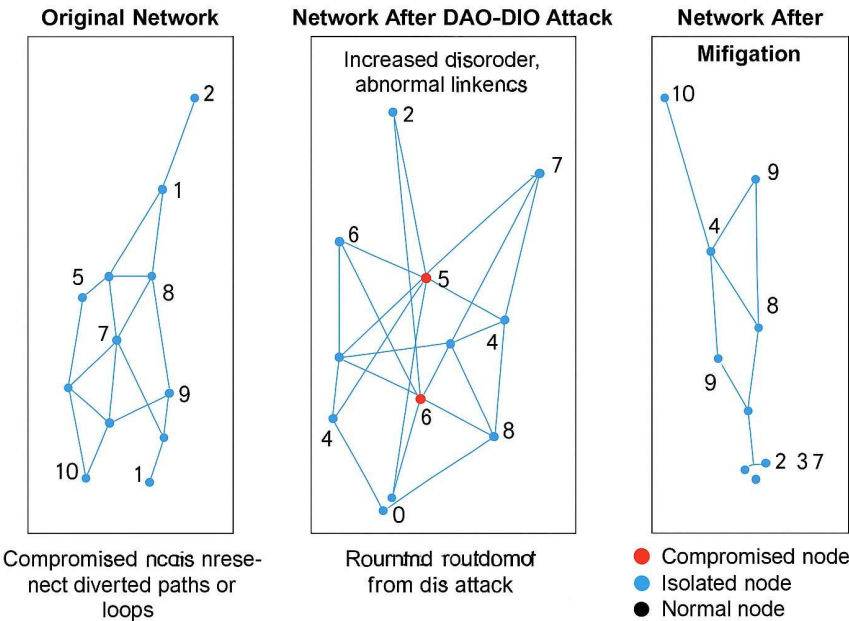 Original Network
2
1
5
8
7
9
10
1
Compromised ncais nrese-
nect diverted paths or
loops
Network After DAO-DIO Attack
Increased disoroder,
abnormal linkencs
2
7
6
5
4
6
4
8
0
Rourntnd routdomot
from dis attack
Network After
Mifigation
10
9
4
8
9
2 37
Compromised node
Isolated node
Normal node